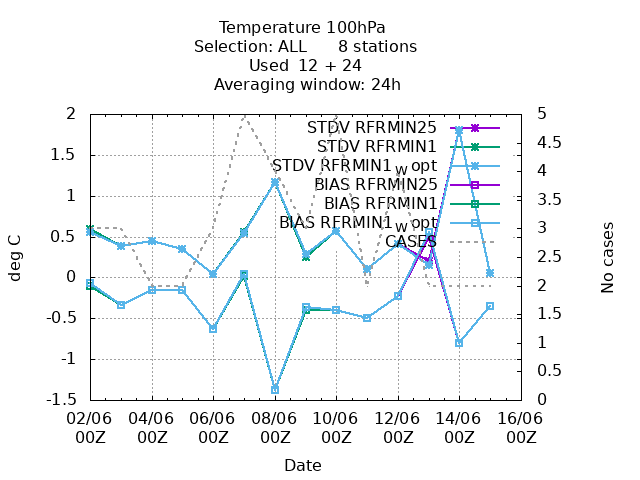 Temperature 100hPa
Selection: ALL      8 stations
Used  12 + 24
Averaging window: 24h
2
1.5
1
0.5
0
-0.5
-1
-1.5
deg C
5
4.5
4
3.5
3
2.5
2
1.5
1
0.5
0
No cases
STDV RFRMIN25
STDV RFRMIN1
STDV RFRMIN1w opt
BIAS RFRMIN25
BIAS RFRMIN1
BIAS RFRMIN1w opt
CASES
02/06 04/06 06/06 08/06 10/06 12/06 14/06 16/06
00Z 00Z 00Z 00Z 00Z 00Z 00Z 00Z
Date